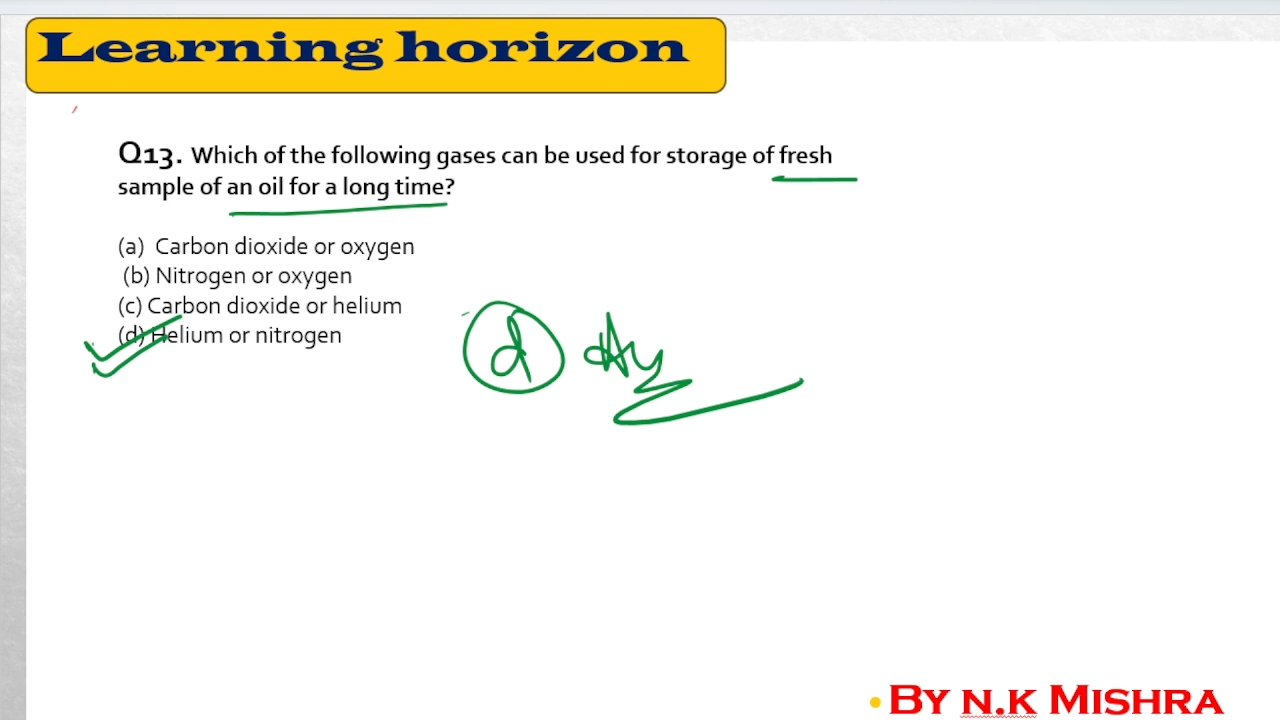 Learning horizon
Q13. Which of the following gases can be used for storage of fresh
sample of an oil for a long time?
(a) Carbon dioxide or oxygen
(b) Nitrogen or oxygen
(c) Carbon dioxide or helium
(d) Helium or nitrogen
d
• By N.K Mishra